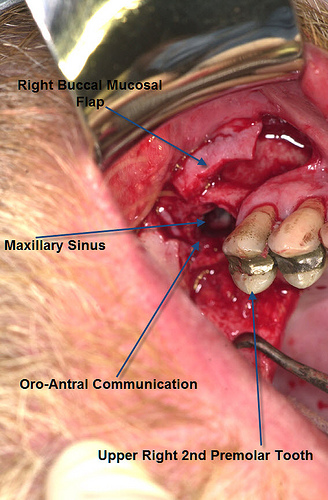 Right Buccal Mucosal
Flap
Maxillary Sinus
Oro-Antral Communication
Upper Right 2nd Premolar Tooth